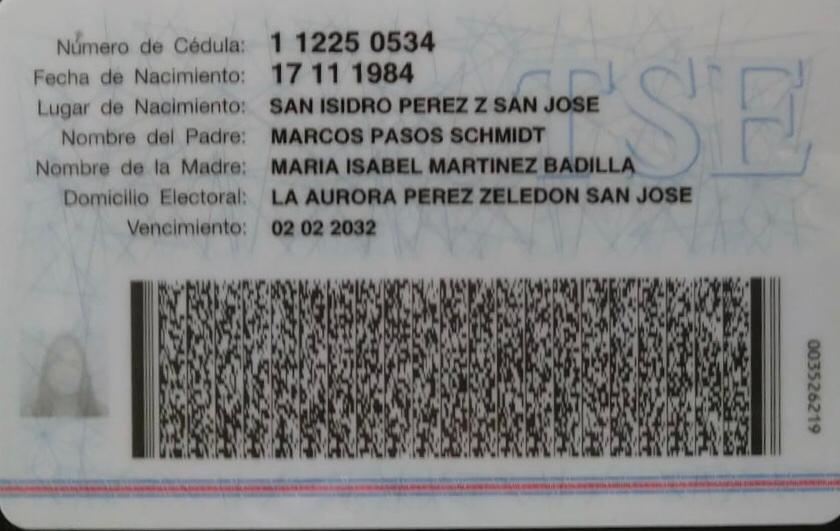 Número de Cédula: 1 1225 0534
Fecha de Nacimiento: 17 11 1984
Lugar de Nacimiento: SAN ISIDRO PEREZ Z SAN JOSE
Nombre del Padre: MARCOS PASOS SCHMIDT
Nombre de la Madre: MARIA ISABEL MARTINEZ BADILLA
Domicilio Electoral: LA AURORA PEREZ ZELEDON SAN JOSE
Vencimiento: 02 02 2032
TSE
003526219